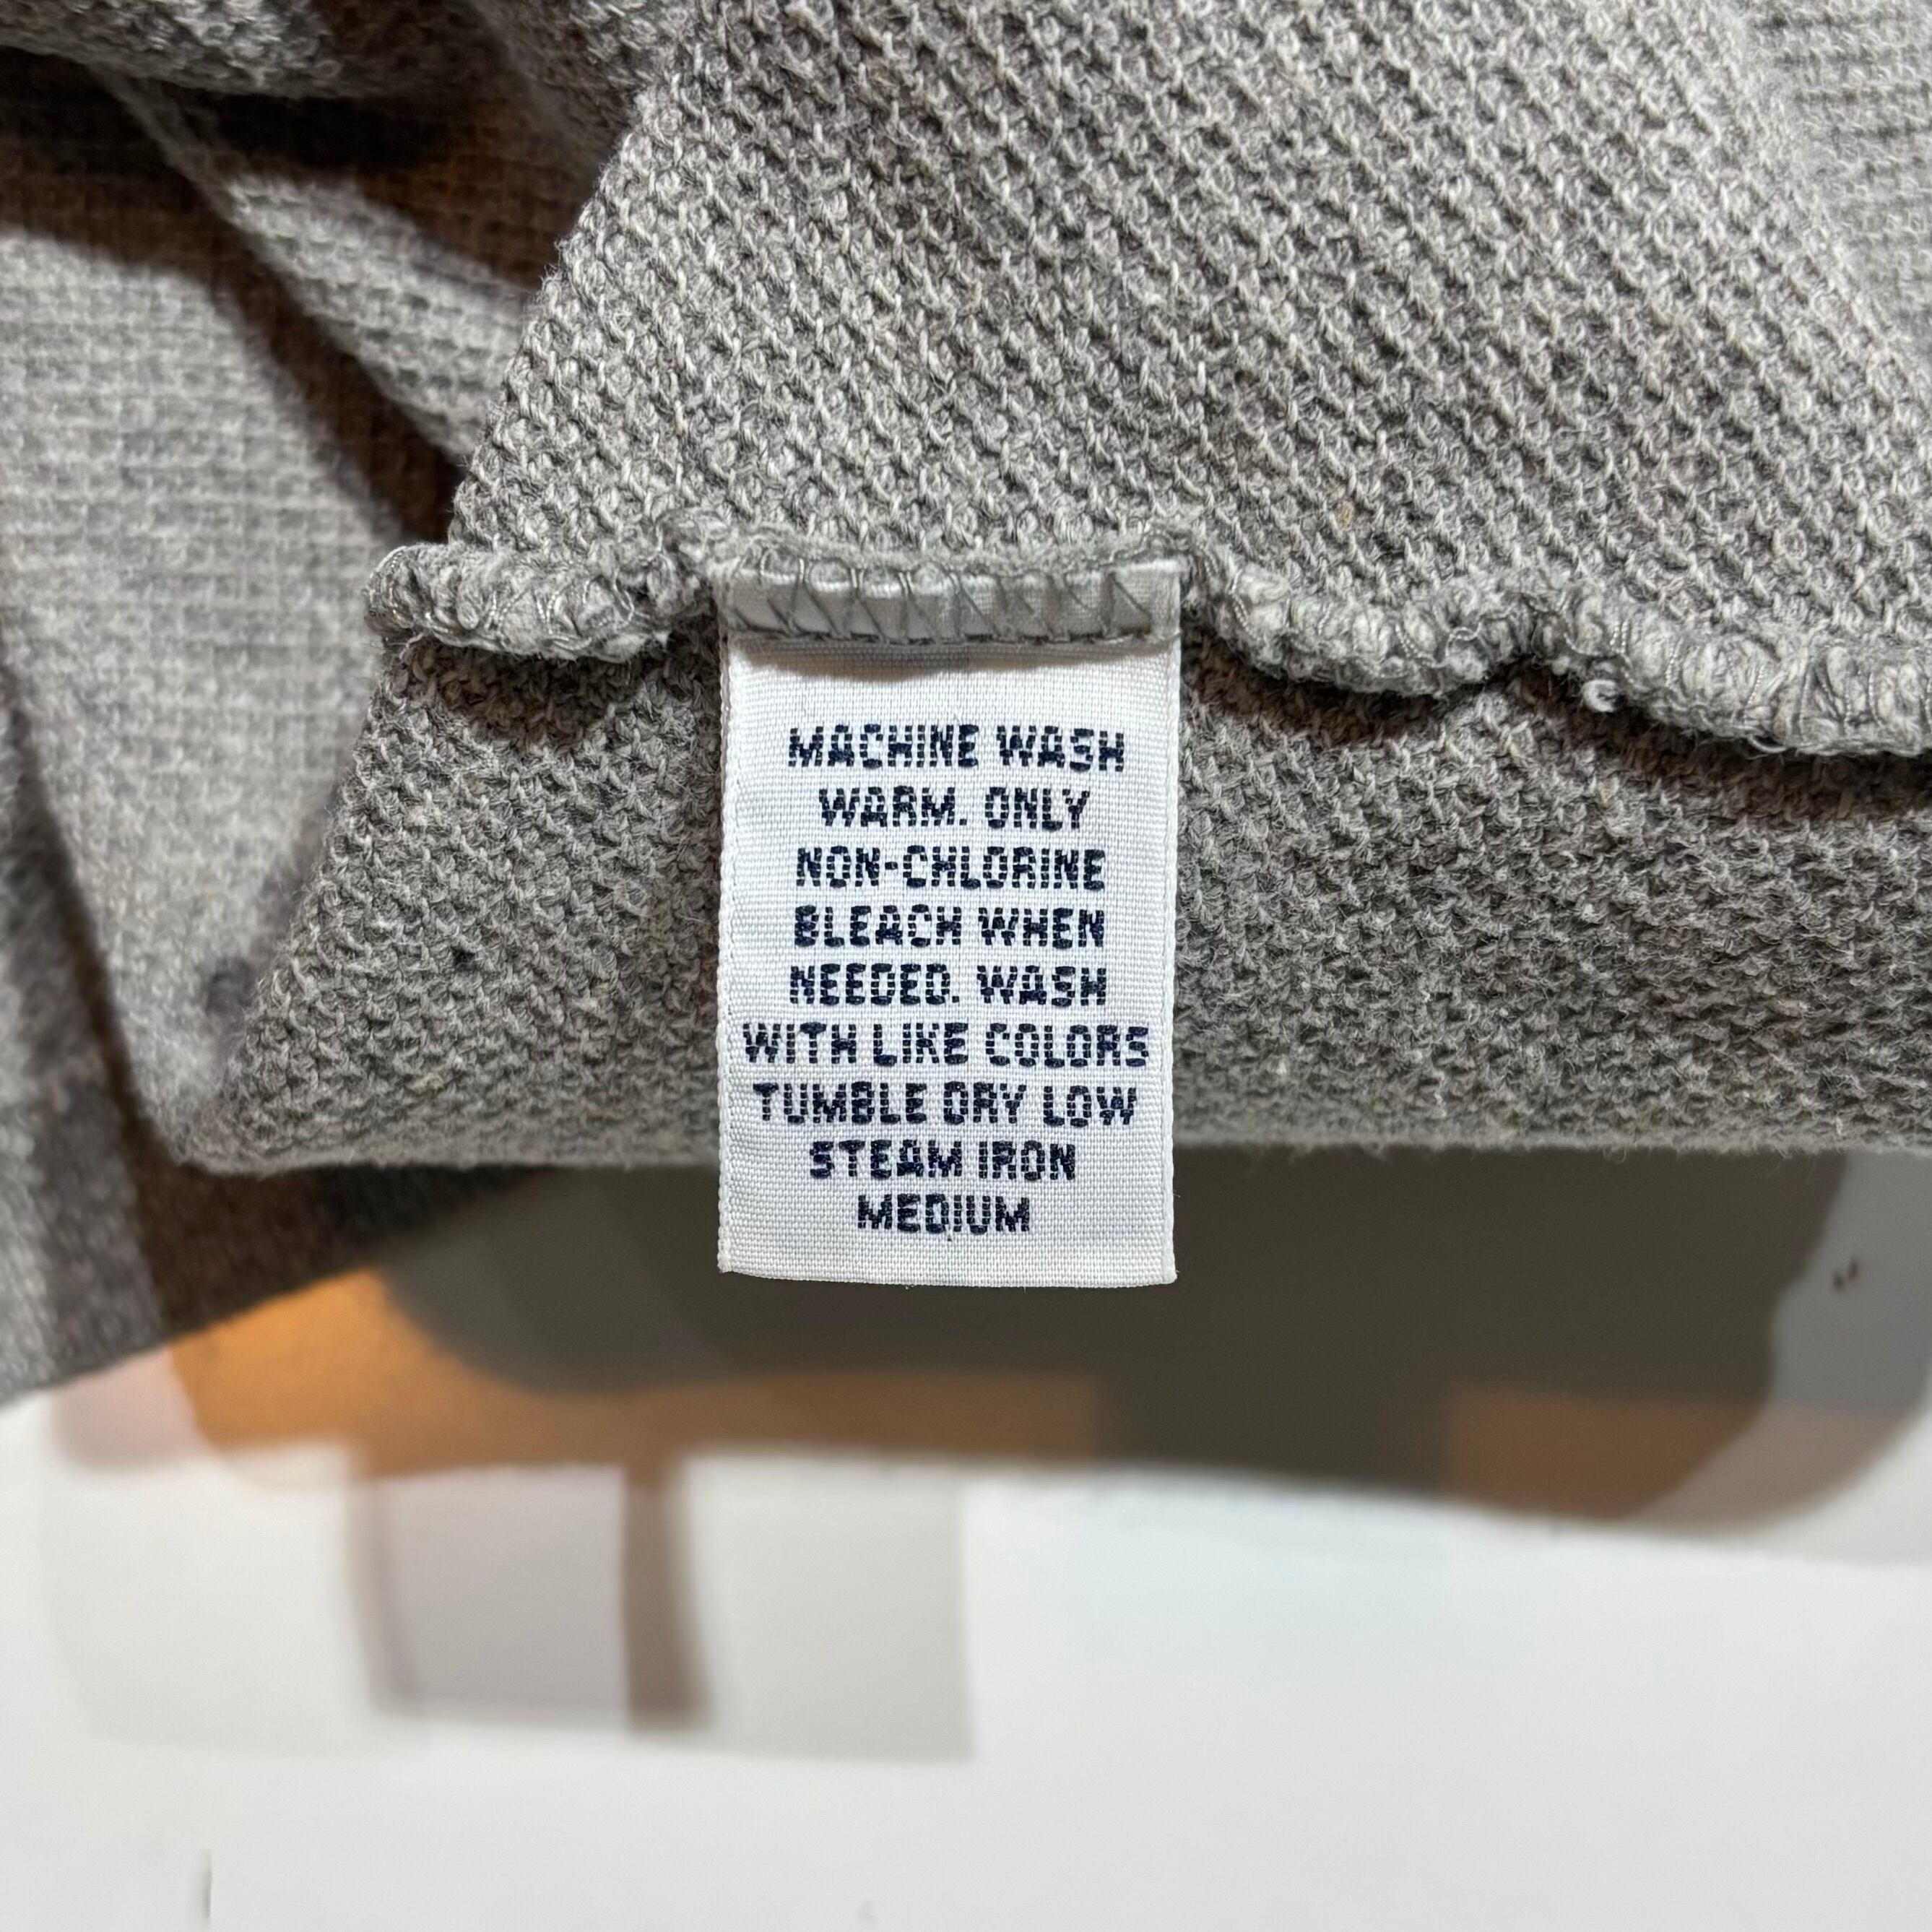 MACHINE WASH
WARM. ONLY
NON-CHLORINE
BLEACH WHEN
NEEDED. WASH
WITH LIKE COLORS
TUMBLE DRY LOW
STEAM IRON
MEDIUM